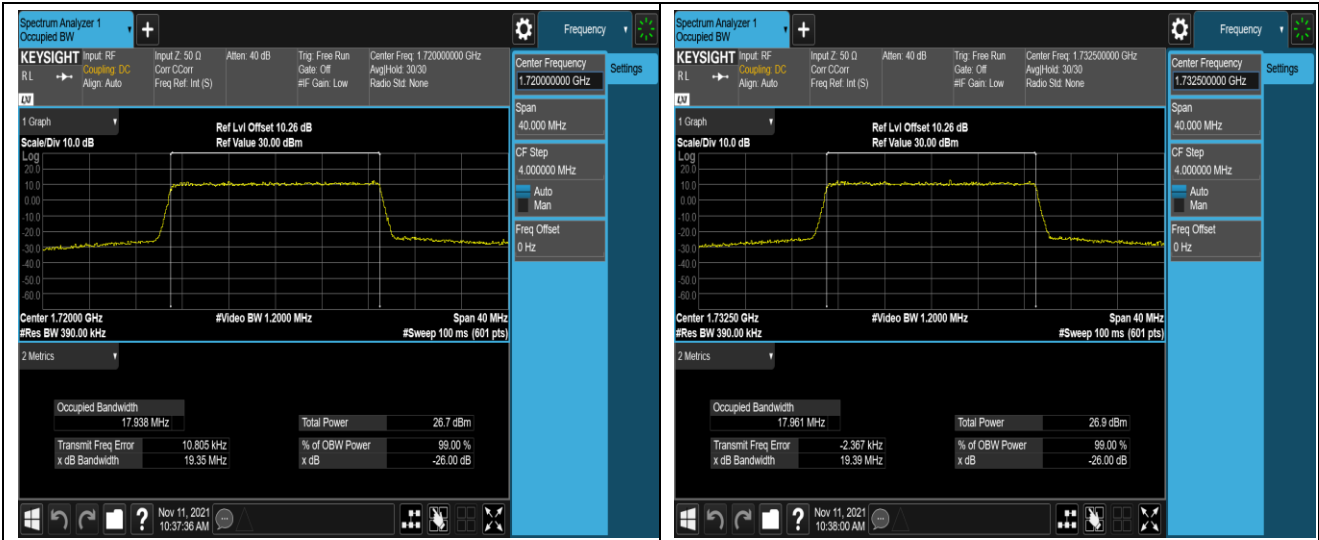 Spectrum Analyzer 1
Occupied BW
+
Frequency
KEYSIGHT
R L
LXI
Input: RF
Coupling: DC
Align: Auto
Input Z: 50 Ω
Corr CCorr
Freq Ref: Int (S)
Atten: 40 dB
Trig: Free Run
Gate: Off
#IF Gain: Low
Center Freq: 1.720000000 GHz
Avg|Hold: 30/30
Radio Std: None
Center Frequency
1.720000000 GHz
Settings
Span
40.000 MHz
CF Step
4.000000 MHz
Auto
Man
Freq Offset
0 Hz
1 Graph
Scale/Div 10.0 dB
Ref Lvl Offset 10.26 dB
Ref Value 30.00 dBm
Log
20.0
10.0
0.00
-10.0
-20.0
-30.0
-40.0
-50.0
-60.0
Center 1.72000 GHz
#Video BW 1.2000 MHz
Span 40 MHz
#Res BW 390.00 kHz
#Sweep 100 ms (601 pts)
2 Metrics
Occupied Bandwidth
17.938 MHz
Total Power 26.7 dBm
Transmit Freq Error 10.805 kHz
% of OBW Power 99.00 %
x dB Bandwidth 19.35 MHz
x dB -26.00 dB
?
Nov 11, 2021
10:37:36 AM
Spectrum Analyzer 1
Occupied BW
+
Frequency
KEYSIGHT
R L
LXI
Input: RF
Coupling: DC
Align: Auto
Input Z: 50 Ω
Corr CCorr
Freq Ref: Int (S)
Atten: 40 dB
Trig: Free Run
Gate: Off
#IF Gain: Low
Center Freq: 1.732500000 GHz
Avg|Hold: 30/30
Radio Std: None
Center Frequency
1.732500000 GHz
Settings
Span
40.000 MHz
CF Step
4.000000 MHz
Auto
Man
Freq Offset
0 Hz
1 Graph
Scale/Div 10.0 dB
Ref Lvl Offset 10.26 dB
Ref Value 30.00 dBm
Log
20.0
10.0
0.00
-10.0
-20.0
-30.0
-40.0
-50.0
-60.0
Center 1.73250 GHz
#Video BW 1.2000 MHz
Span 40 MHz
#Res BW 390.00 kHz
#Sweep 100 ms (601 pts)
2 Metrics
Occupied Bandwidth
17.961 MHz
Total Power 26.9 dBm
Transmit Freq Error -2.367 kHz
% of OBW Power 99.00 %
x dB Bandwidth 19.39 MHz
x dB -26.00 dB
?
Nov 11, 2021
10:38:00 AM